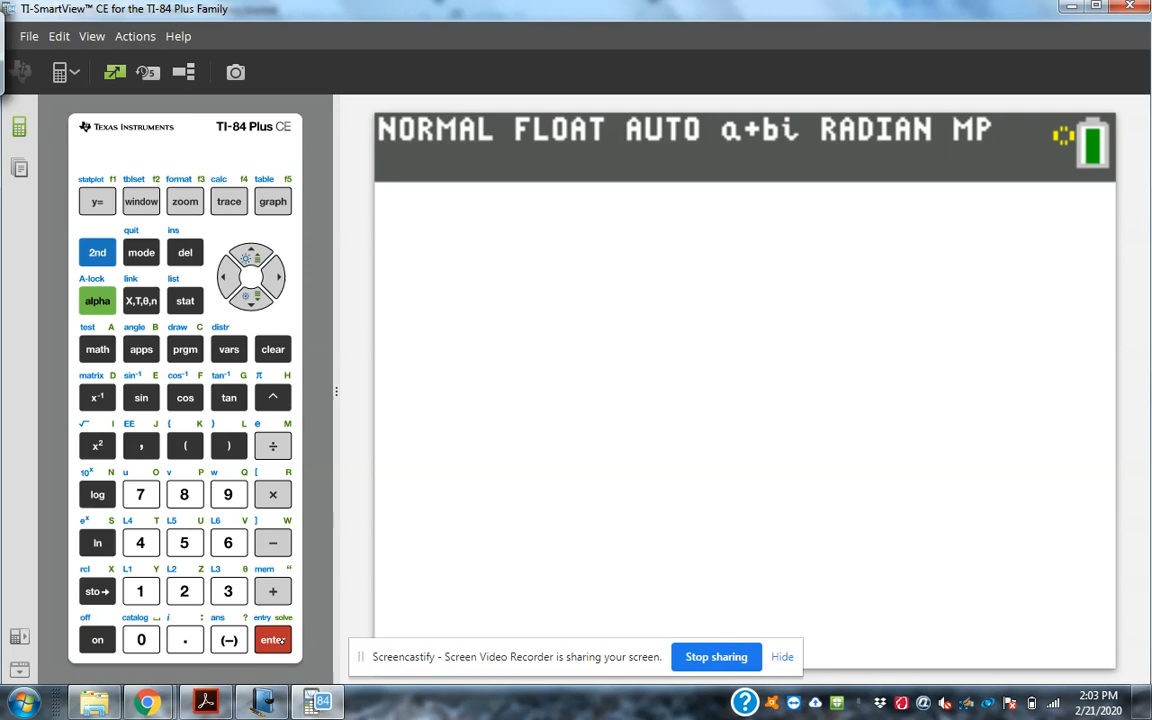 TI-SmartView™ CE for the TI-84 Plus Family
File Edit View Actions Help
NORMAL FLOAT AUTO a+bi RADIAN MP
TEXAS INSTRUMENTS TI-84 Plus CE
statplot f1 tblset f2 format f3 calc f4 table f5
y= window zoom trace graph
quit ins
2nd mode del
A-lock link list
alpha X,T,θ,n stat
test A angle B draw C distr
math apps prgm vars clear
matrix D sin⁻¹ E cos⁻¹ F tan⁻¹ G π H
x⁻¹ sin cos tan ^
√ I EE J { K } L e M
x² , ( ) ÷
10ˣ N u O v P w Q [ R
log 7 8 9 ×
eˣ S L4 T L5 U L6 V ] W
ln 4 5 6 −
rcl X L1 Y L2 Z L3 θ mem "
sto→ 1 2 3 +
off catalog ⎵ i : ans ? entry solve
on 0 . (−) enter
Screencastify - Screen Video Recorder is sharing your screen. Stop sharing Hide
84
2:03 PM
2/21/2020